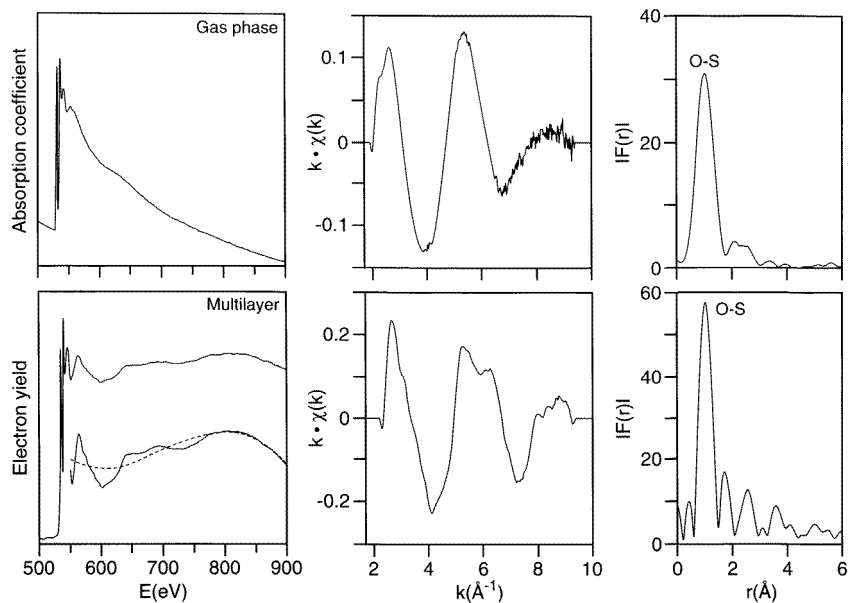 Gas phase
Absorption coefficient
0.1
0
-0.1
k • χ(k)
40
20
0
|F(r)|
O-S
Multilayer
Electron yield
500 600 700 800 900
E(eV)
0.2
0
-0.2
k • χ(k)
2 4 6 8 10
k(Å⁻¹)
60
40
20
0
|F(r)|
O-S
0 2 4 6
r(Å)